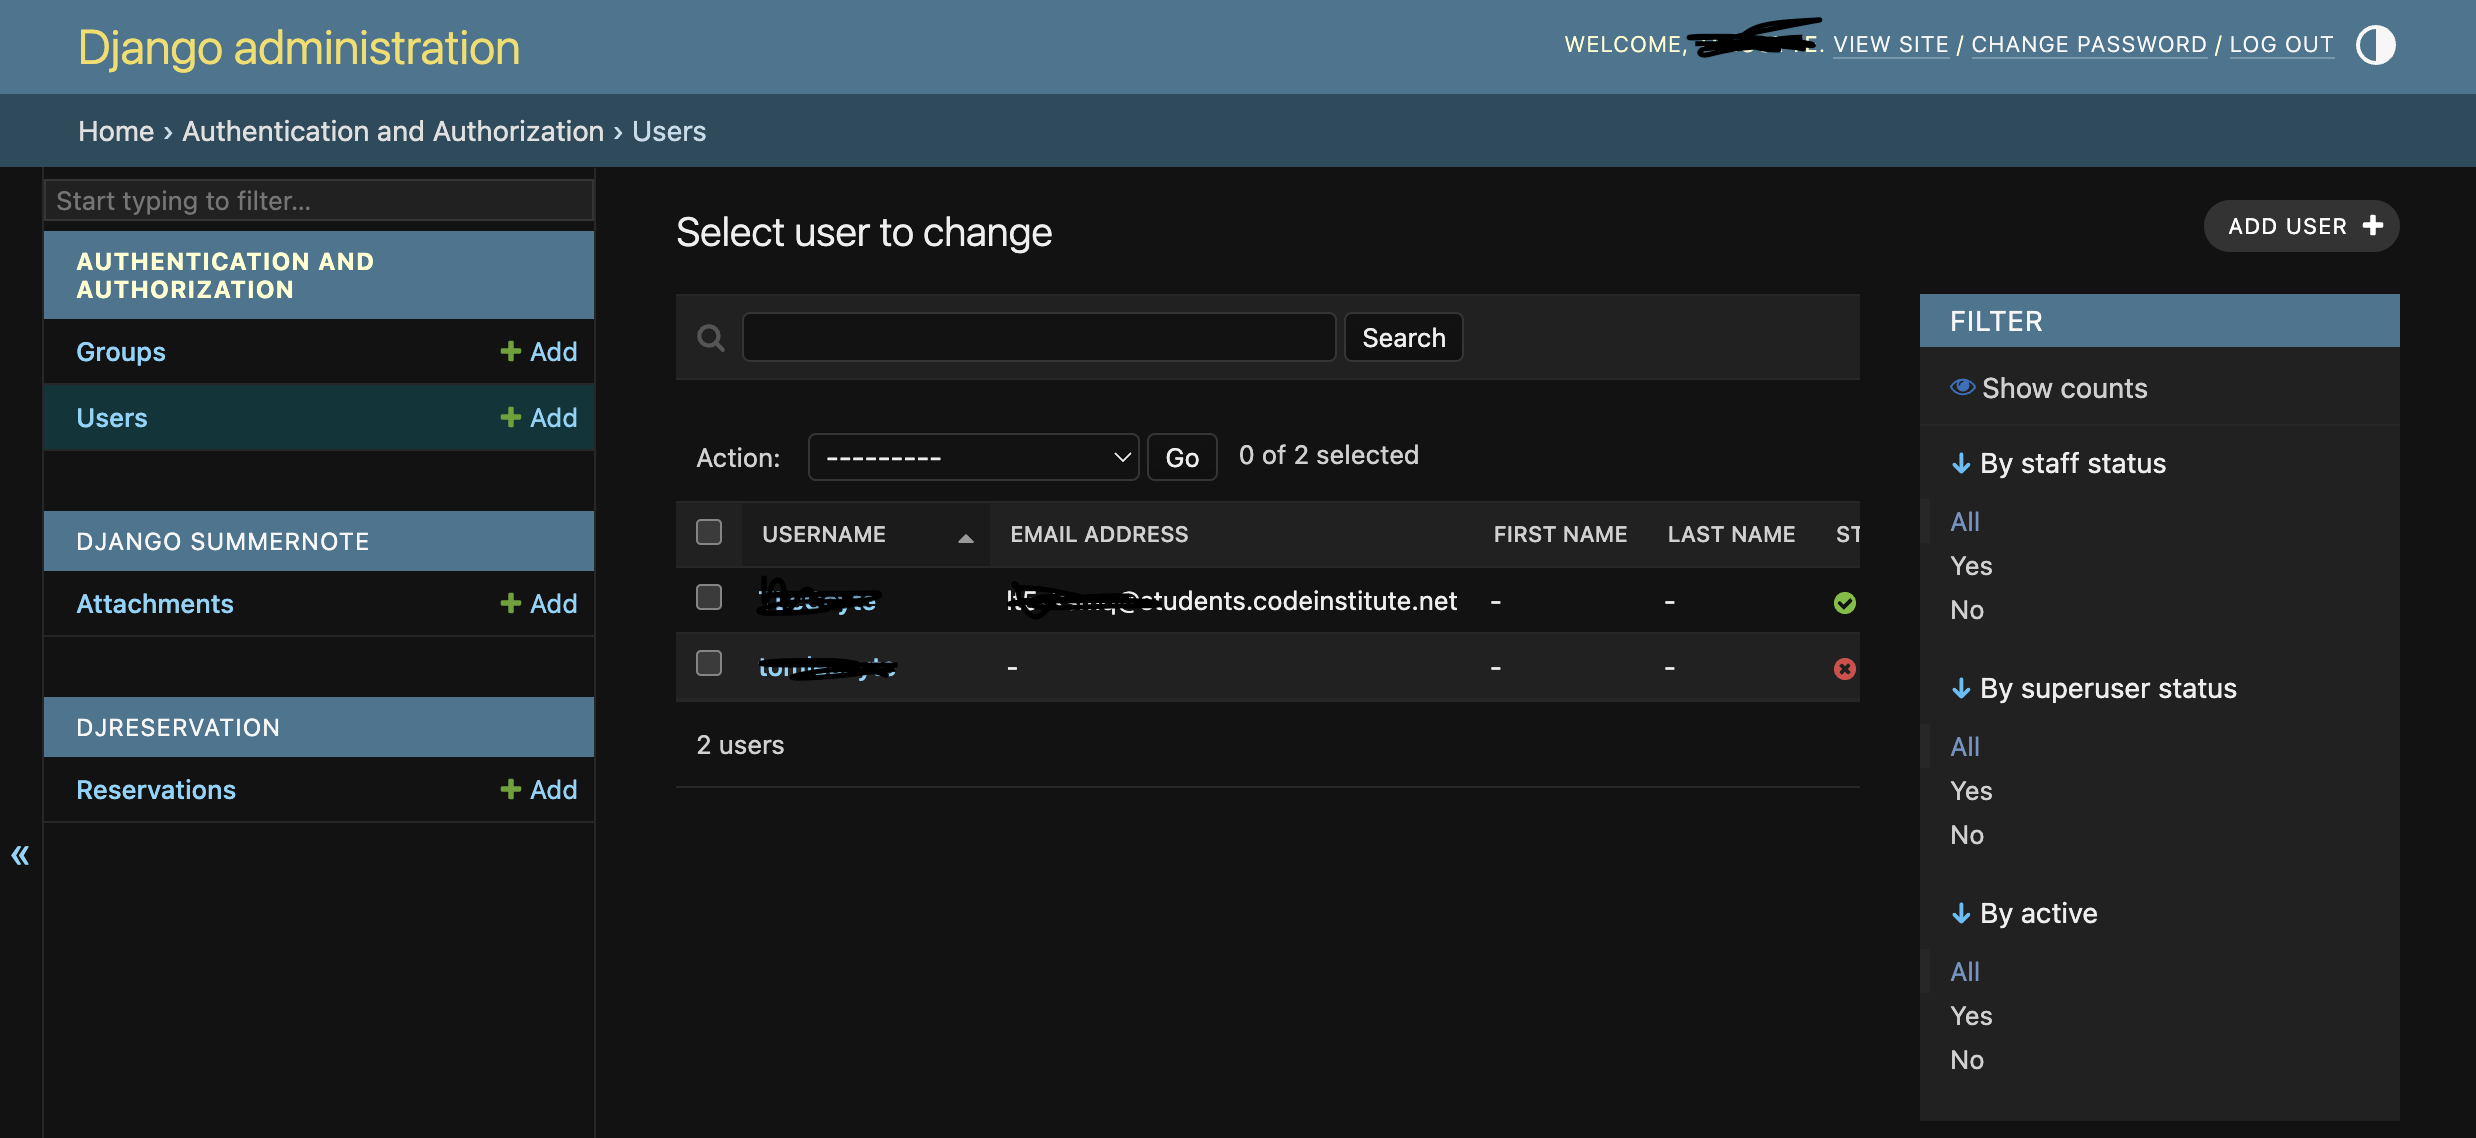 Django administration
WELCOME, VIEW SITE / CHANGE PASSWORD / LOG OUT
Home › Authentication and Authorization › Users
Start typing to filter...
AUTHENTICATION AND
AUTHORIZATION
Groups + Add
Users + Add
DJANGO SUMMERNOTE
Attachments + Add
DJRESERVATION
Reservations + Add
«
Select user to change
ADD USER +
Search
Action: --------- Go 0 of 2 selected
USERNAME EMAIL ADDRESS FIRST NAME LAST NAME ST
@students.codeinstitute.net - -
- - -
2 users
FILTER
Show counts
↓ By staff status
All
Yes
No
↓ By superuser status
All
Yes
No
↓ By active
All
Yes
No